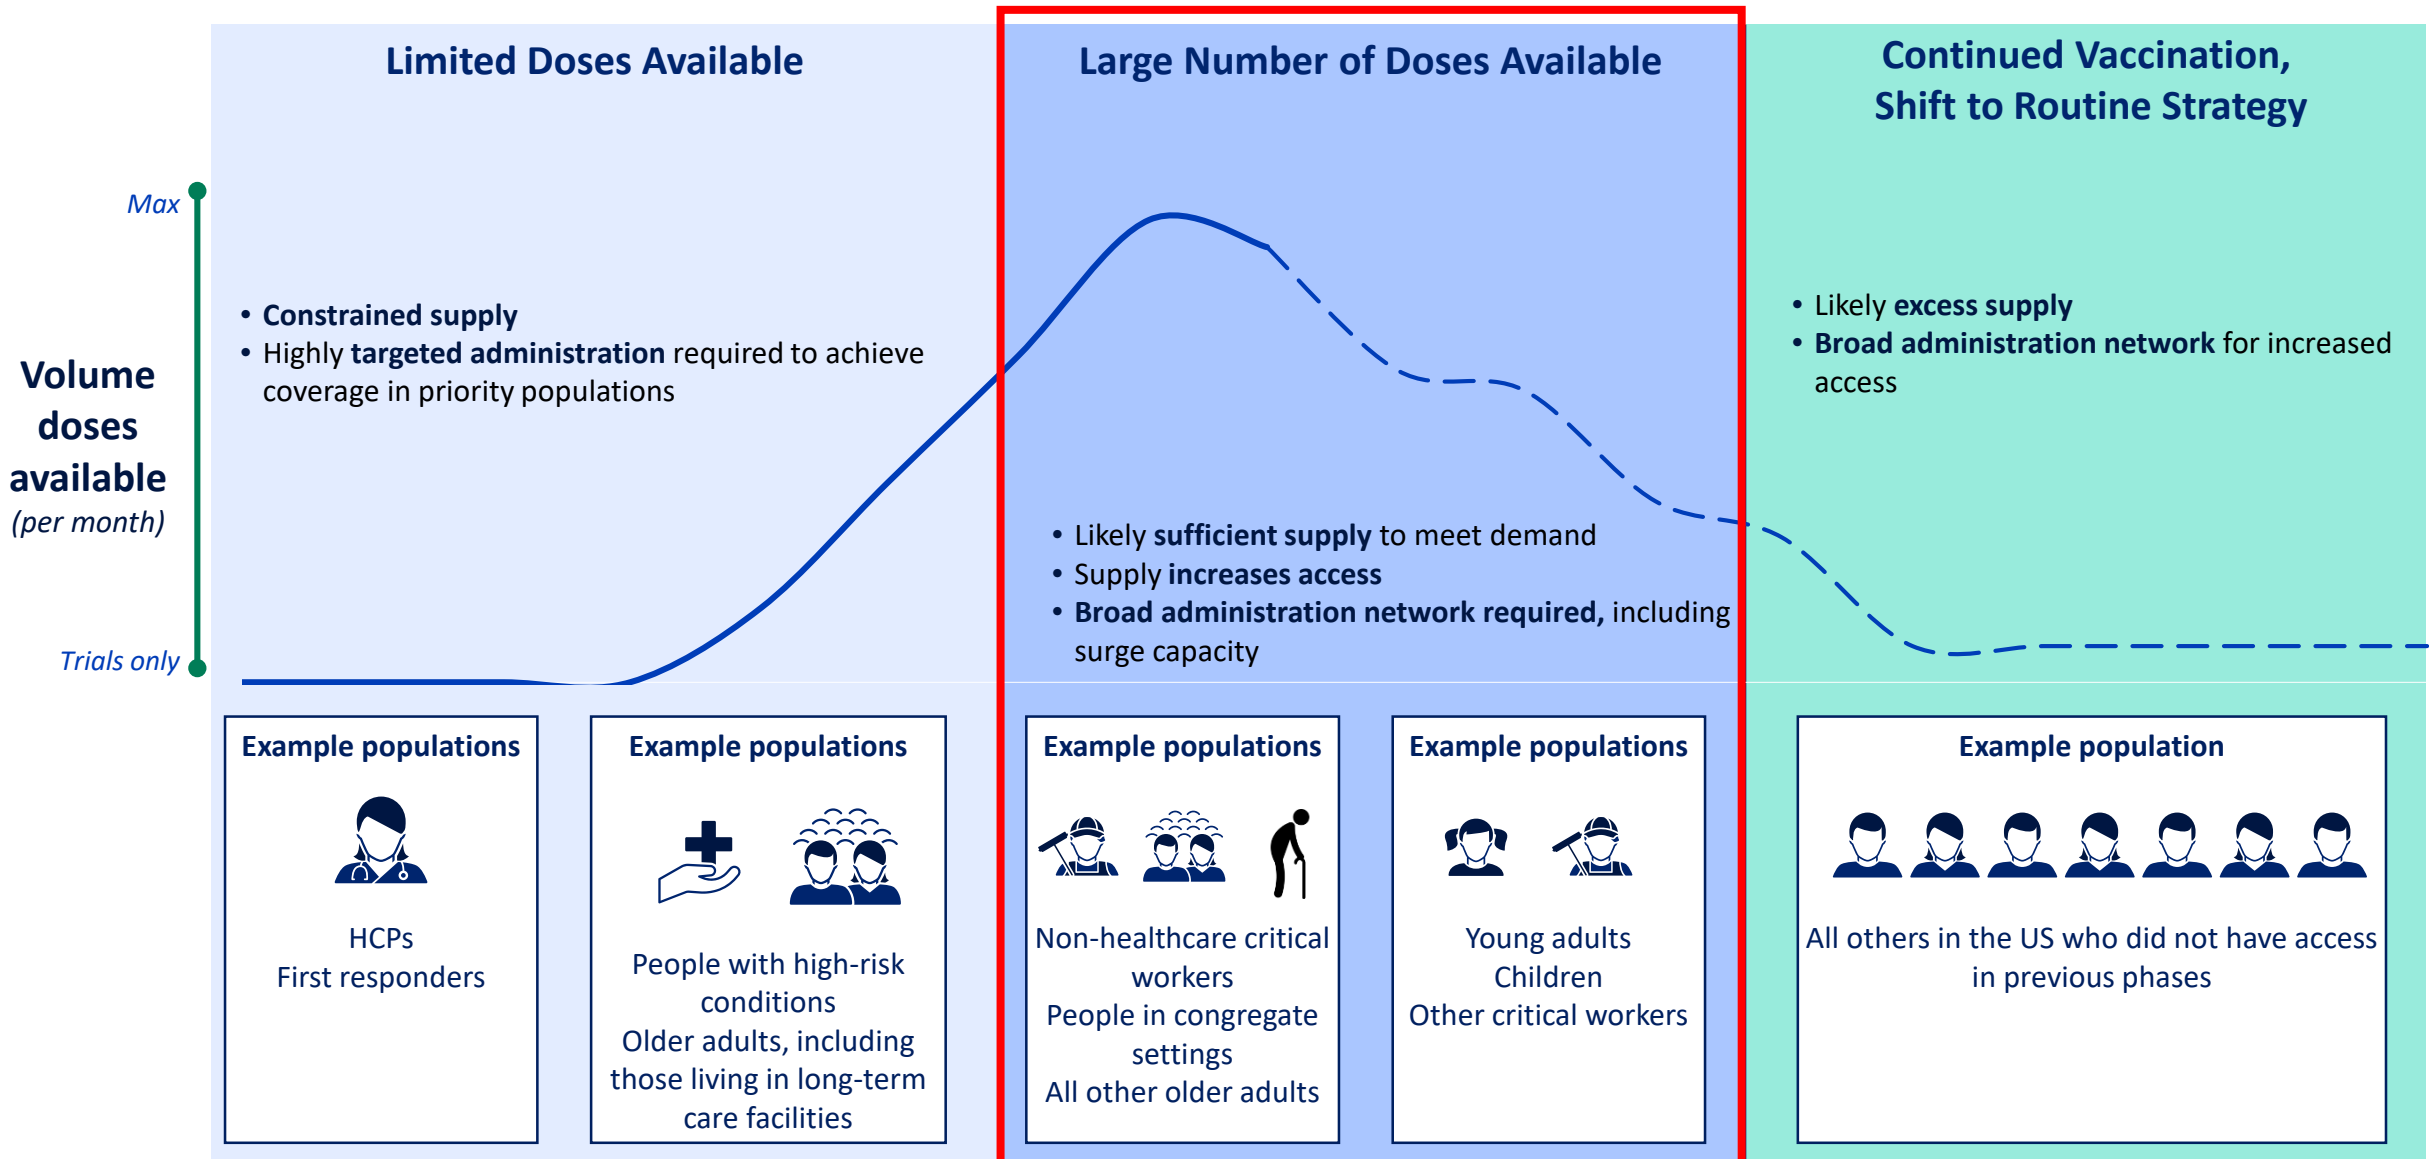 Limited Doses Available
Large Number of Doses Available
Continued Vaccination,
Shift to Routine Strategy
Max
Trials only
Volume
doses
available
(per month)
• Constrained supply
• Highly targeted administration required to achieve
coverage in priority populations
• Likely sufficient supply to meet demand
• Supply increases access
• Broad administration network required, including
surge capacity
• Likely excess supply
• Broad administration network for increased
access
Example populations
HCPs
First responders
Example populations
People with high-risk
conditions
Older adults, including
those living in long-term
care facilities
Example populations
Non-healthcare critical
workers
People in congregate
settings
All other older adults
Example populations
Young adults
Children
Other critical workers
Example population
All others in the US who did not have access
in previous phases